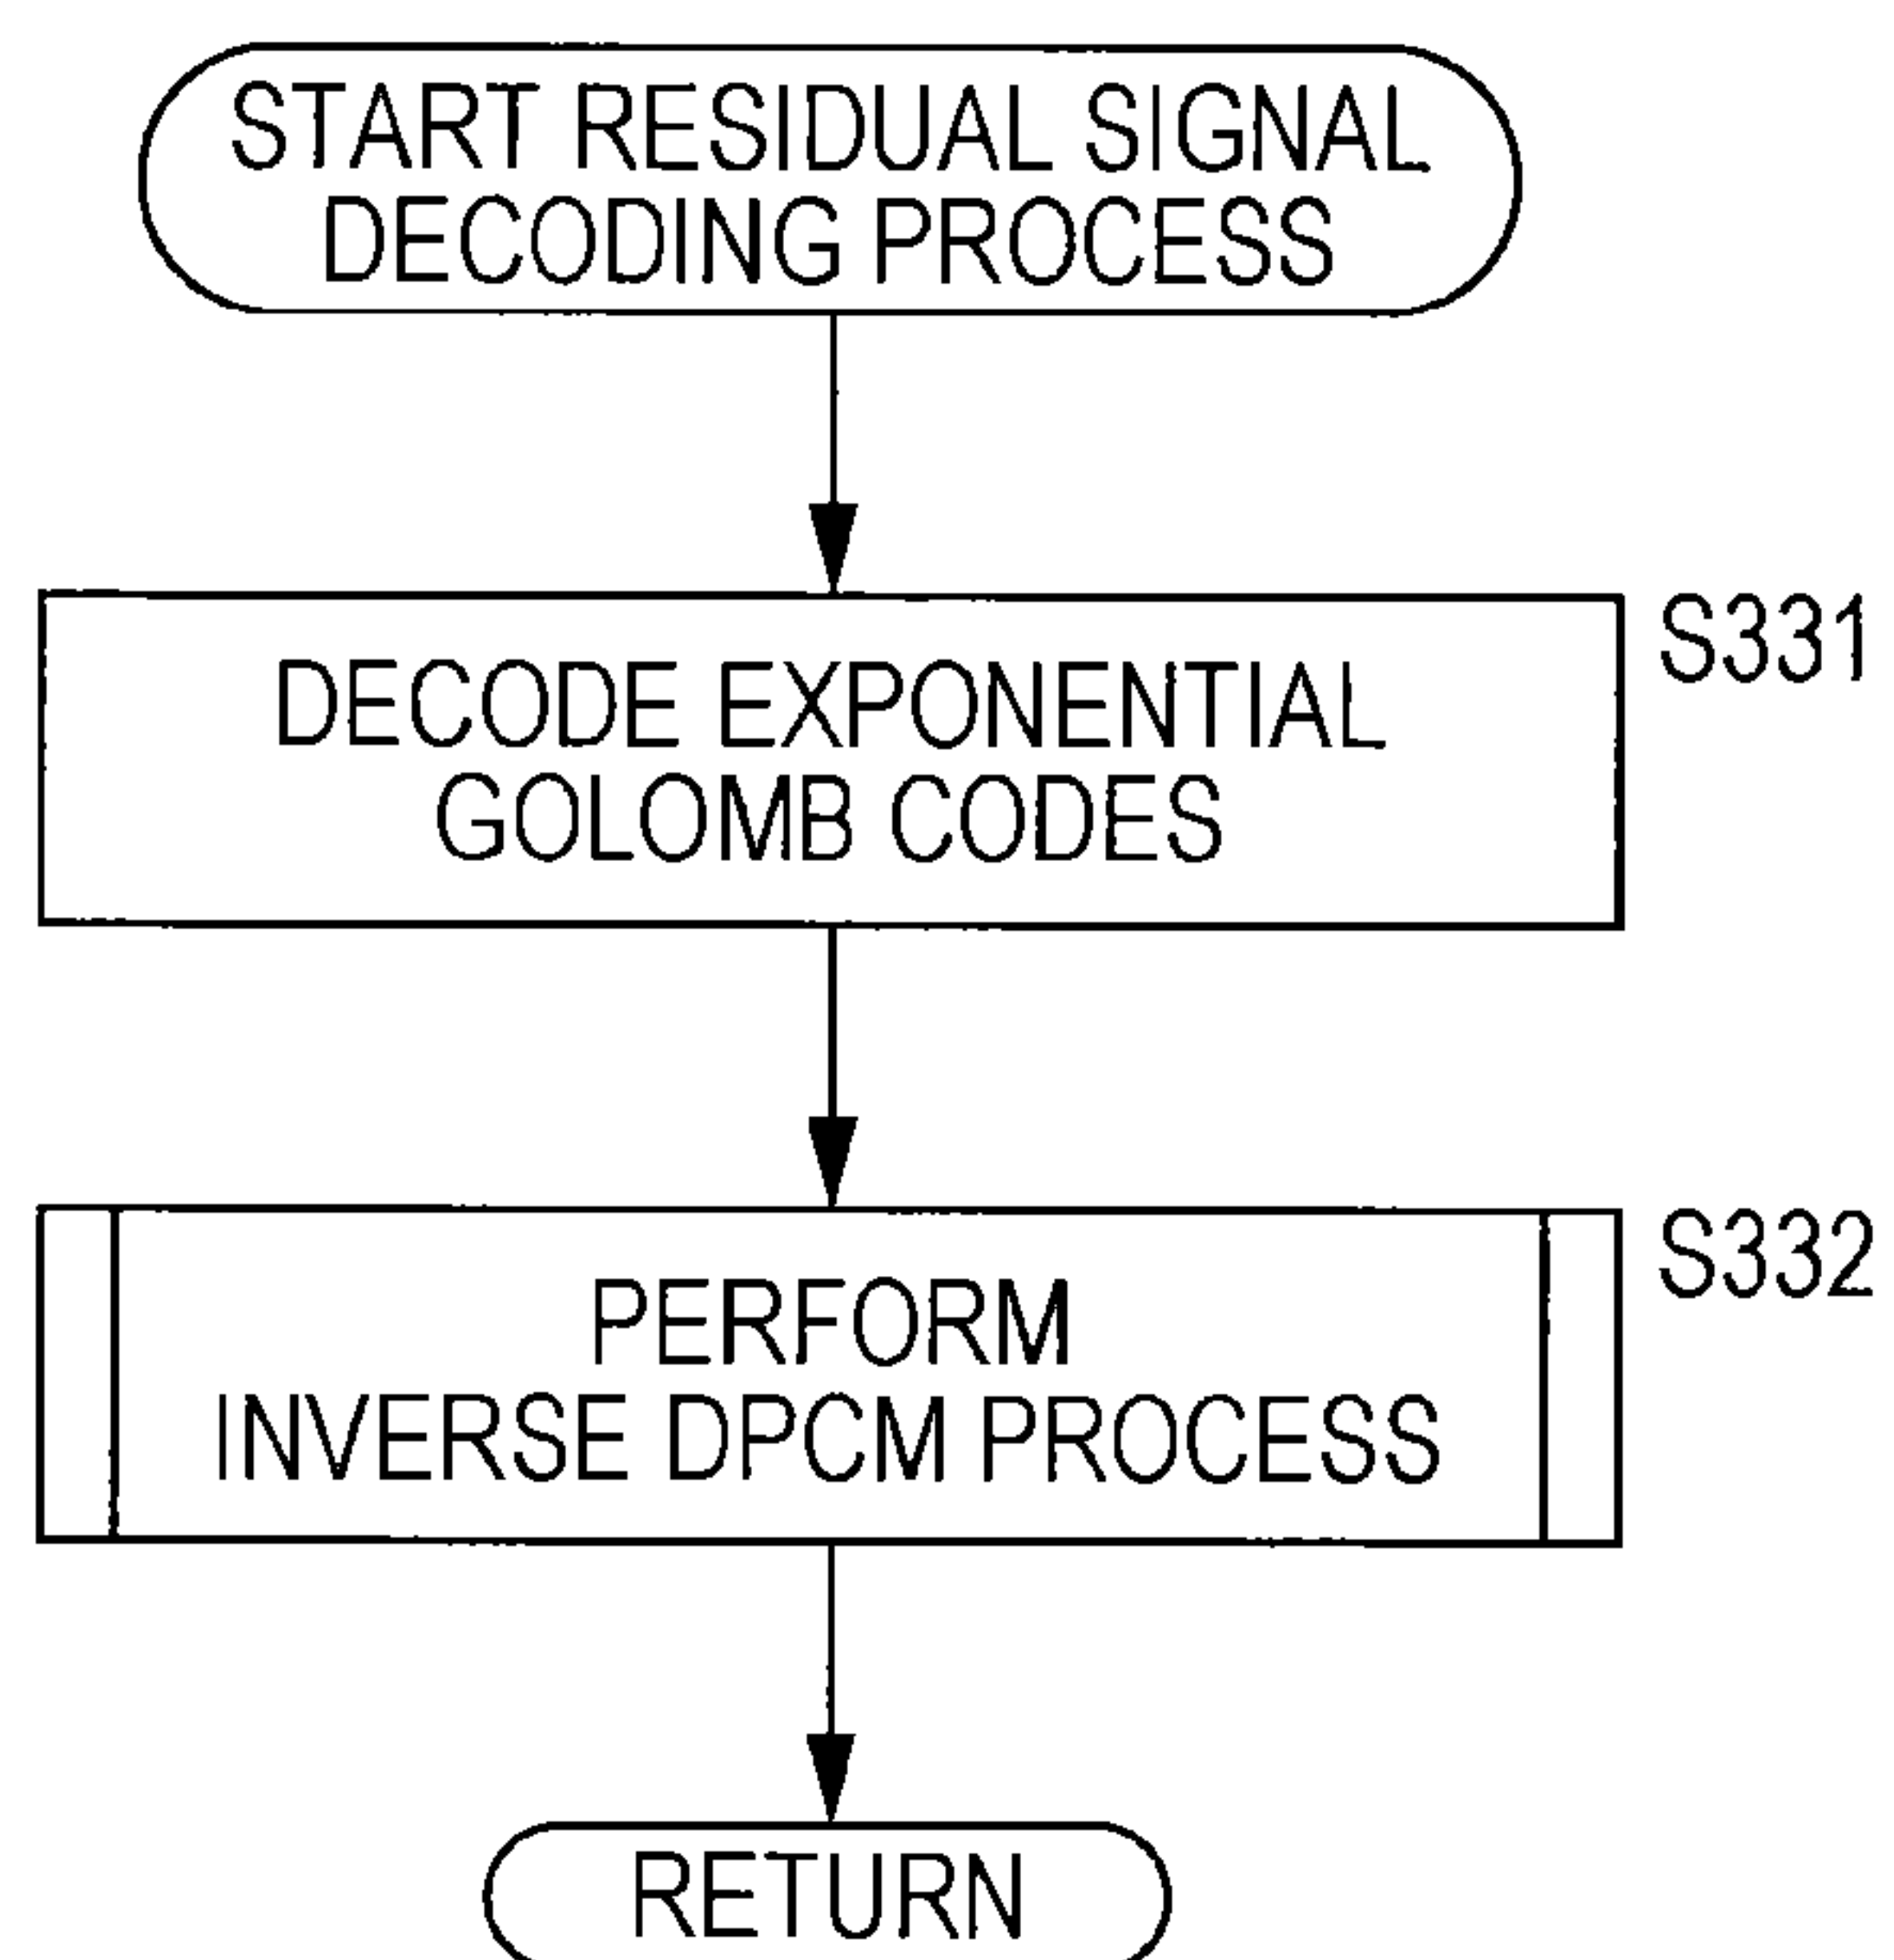 START RESIDUAL SIGNAL
DECODING PROCESS
S331
DECODE EXPONENTIAL
GOLOMB CODES
S332
PERFORM
INVERSE DPCM PROCESS
RETURN